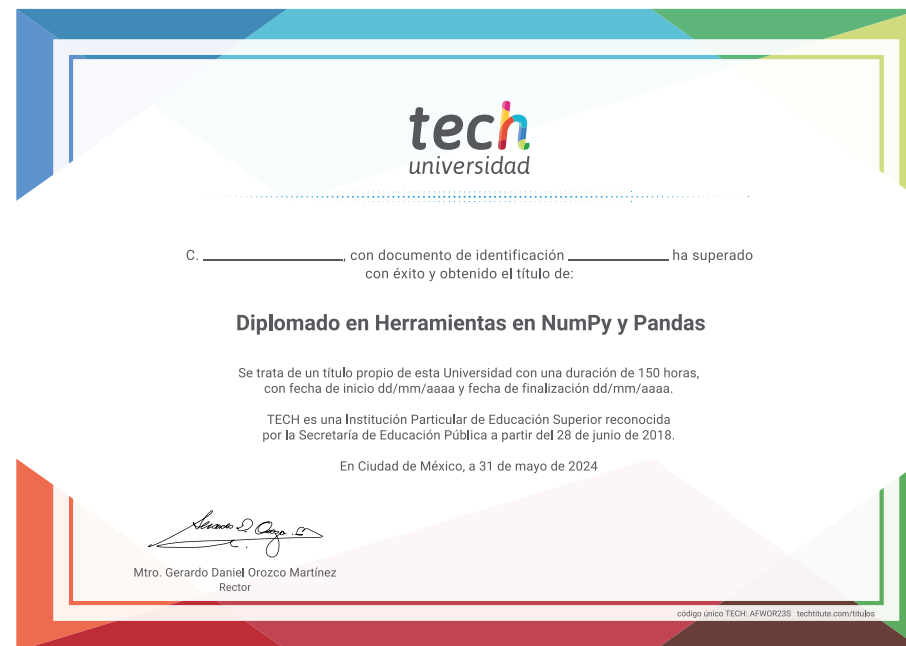 tech
universidad
C. ____________, con documento de identificación ____________ ha superado
con éxito y obtenido el título de:
Diplomado en Herramientas en NumPy y Pandas
Se trata de un título propio de esta Universidad con una duración de 150 horas,
con fecha de inicio dd/mm/aaaa y fecha de finalización dd/mm/aaaa.
TECH es una Institución Particular de Educación Superior reconocida
por la Secretaría de Educación Pública a partir del 28 de junio de 2018.
En Ciudad de México, a 31 de mayo de 2024
Mtro. Gerardo Daniel Orozco Martínez
Rector
código único TECH: AFWOR23S techtitute.com/titulos